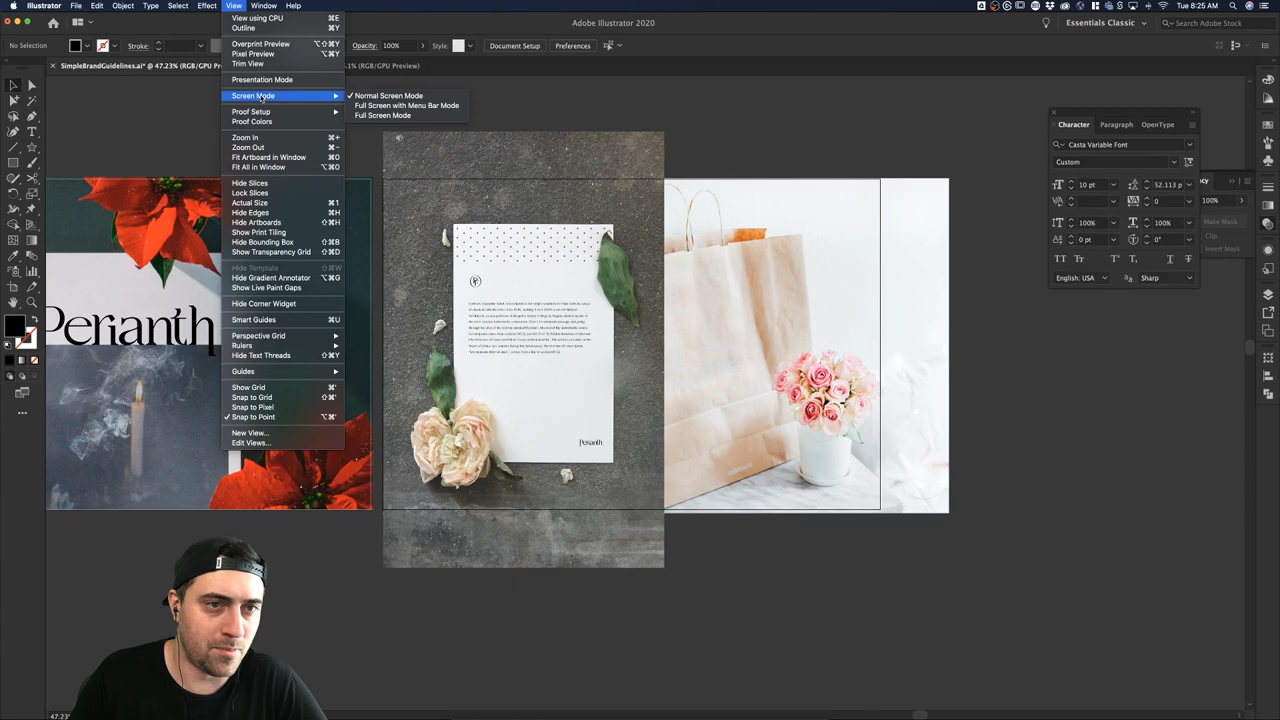 Illustrator File Edit Object Type Select Effect View Window Help
Tue 8:25 AM
Adobe Illustrator 2020
Essentials Classic
Search Adobe Stock
No Selection
Stroke:
Opacity: 100%
Style:
Document Setup
Preferences
SimpleBrandGuidelines.ai* @ 47.23% (RGB/GPU Prev
.1% (RGB/GPU Preview)
View using CPU ⌘E
Outline ⌘Y
Overprint Preview ⌥⇧⌘Y
Pixel Preview ⌥⌘Y
Trim View
Presentation Mode
Screen Mode
Proof Setup
Proof Colors
Zoom In ⌘+
Zoom Out ⌘-
Fit Artboard in Window ⌘0
Fit All in Window ⌥⌘0
Hide Slices
Lock Slices
Actual Size ⌘1
Hide Edges ⌘H
Hide Artboards ⇧⌘H
Show Print Tiling
Hide Bounding Box ⇧⌘B
Show Transparency Grid ⇧⌘D
Hide Template ⇧⌘W
Hide Gradient Annotator ⌥⌘G
Show Live Paint Gaps
Hide Corner Widget
Smart Guides ⌘U
Perspective Grid
Rulers
Hide Text Threads ⇧⌘Y
Guides
Show Grid ⌘'
Snap to Grid ⇧⌘'
Snap to Pixel
✓ Snap to Point ⌥⌘'
New View...
Edit Views...
✓ Normal Screen Mode
Full Screen with Menu Bar Mode
Full Screen Mode
Character Paragraph OpenType
Casta Variable Font
Custom
10 pt
52.113 p
0
100%
100%
0 pt
0°
English: USA
Sharp
ncy
100%
Make Mask
Clip
Invert Mask
Perianth
Perianth
47.23%